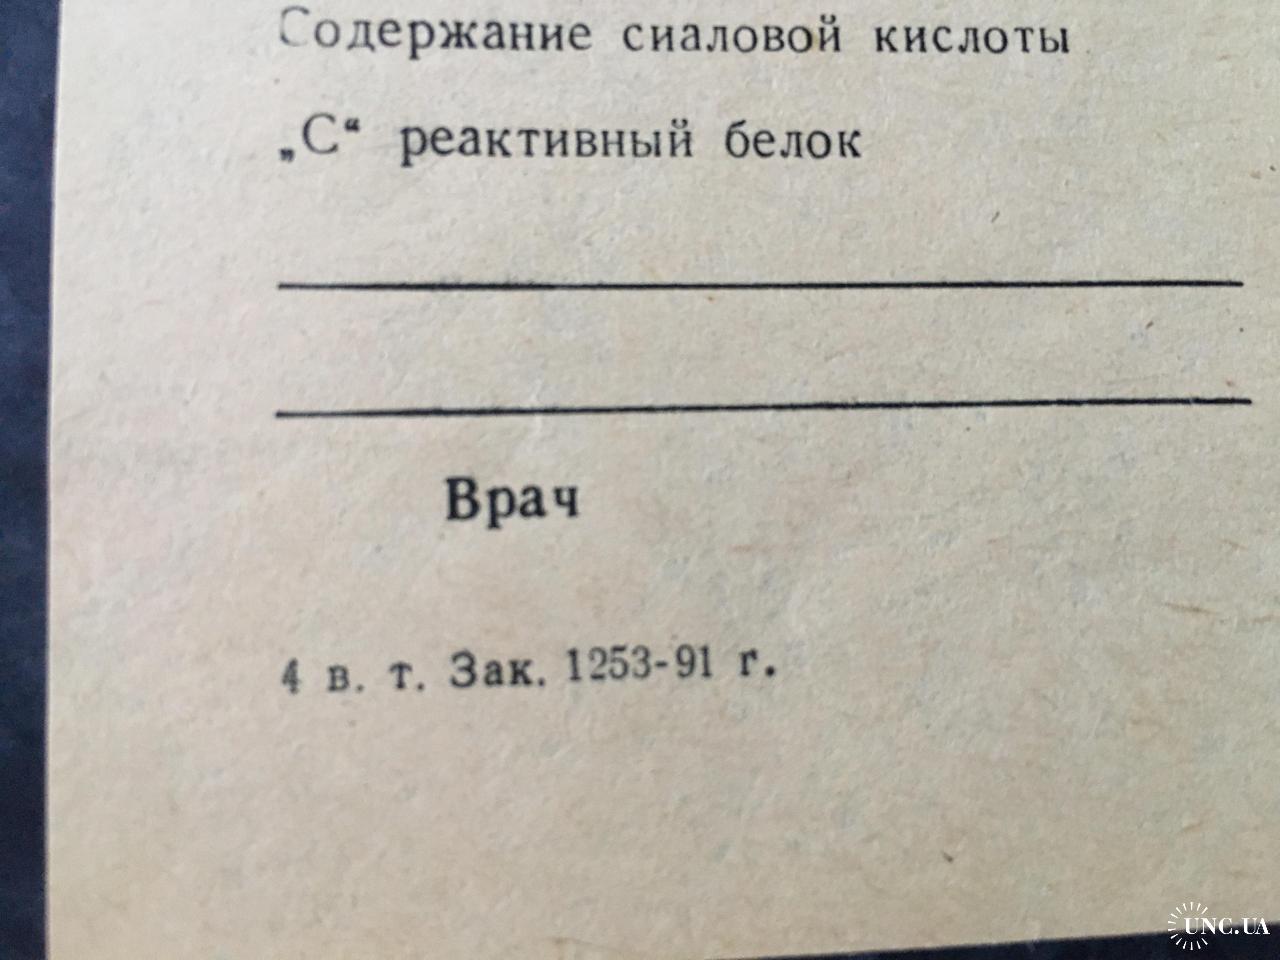 Содержание сиаловой кислоты
„С“ реактивный белок
Врач
4 в. т. Зак. 1253-91 г.
UNC.UA